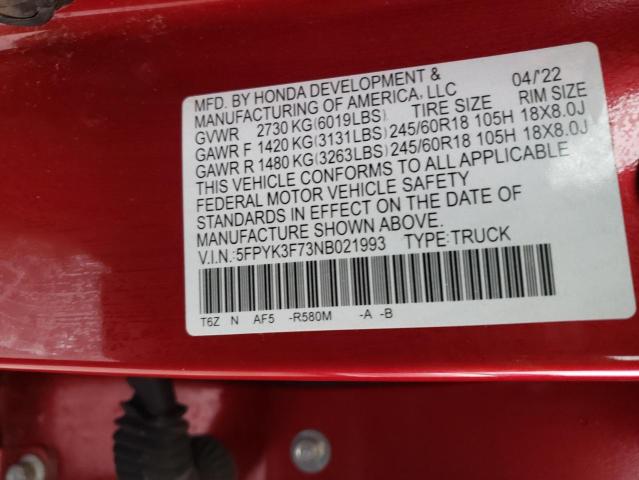 MFD. BY HONDA DEVELOPMENT & 04/'22
MANUFACTURING OF AMERICA, LLC
GVWR 2730 KG(6019LBS) TIRE SIZE RIM SIZE
GAWR F 1420 KG(3131LBS) 245/60R18 105H 18X8.0J
GAWR R 1480 KG(3263LBS) 245/60R18 105H 18X8.0J
THIS VEHICLE CONFORMS TO ALL APPLICABLE
FEDERAL MOTOR VEHICLE SAFETY
STANDARDS IN EFFECT ON THE DATE OF
MANUFACTURE SHOWN ABOVE.
V.I.N.:5FPYK3F73NB021993 TYPE:TRUCK
T6Z N AF5 -R580M -A -B